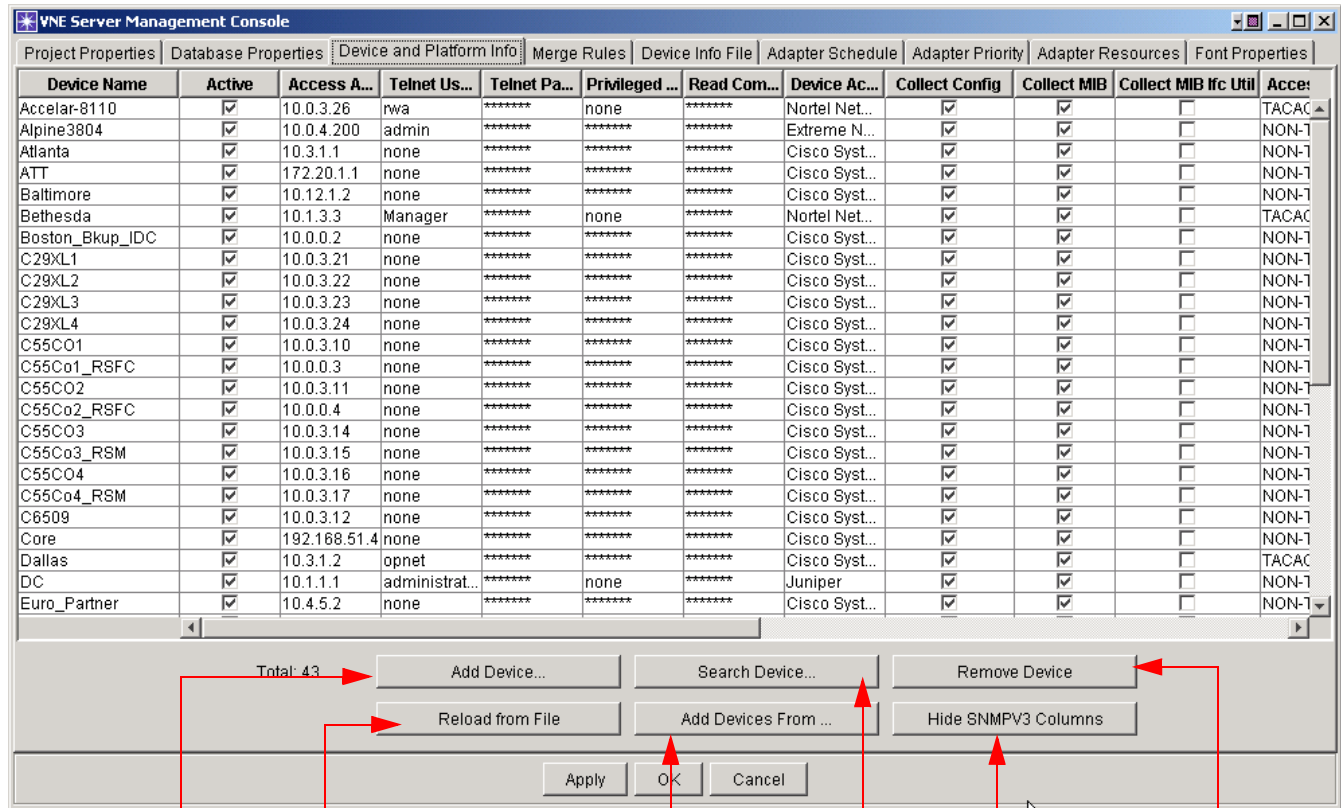 VNE Server Management Console
Project Properties Database Properties Device and Platform Info Merge Rules Device Info File Adapter Schedule Adapter Priority Adapter Resources Font Properties
Device Name Active Access A... Telnet Us... Telnet Pa... Privileged ... Read Com... Device Ac... Collect Config Collect MIB Collect MIB Ifc Util Acces
Accelar-8110 10.0.3.26 rwa ******* none ******* Nortel Net... TACAC
Alpine3804 10.0.4.200 admin ******* ******* ******* Extreme N... NON-T
Atlanta 10.3.1.1 none ******* ******* ******* Cisco Syst... NON-T
ATT 172.20.1.1 none ******* ******* ******* Cisco Syst... NON-T
Baltimore 10.12.1.2 none ******* ******* ******* Cisco Syst... NON-T
Bethesda 10.1.3.3 Manager ******* none ******* Nortel Net... TACAC
Boston_Bkup_IDC 10.0.0.2 none ******* ******* ******* Cisco Syst... NON-T
C29XL1 10.0.3.21 none ******* ******* ******* Cisco Syst... NON-T
C29XL2 10.0.3.22 none ******* ******* ******* Cisco Syst... NON-T
C29XL3 10.0.3.23 none ******* ******* ******* Cisco Syst... NON-T
C29XL4 10.0.3.24 none ******* ******* ******* Cisco Syst... NON-T
C55CO1 10.0.3.10 none ******* ******* ******* Cisco Syst... NON-T
C55Co1_RSFC 10.0.0.3 none ******* ******* ******* Cisco Syst... NON-T
C55CO2 10.0.3.11 none ******* ******* ******* Cisco Syst... NON-T
C55Co2_RSFC 10.0.0.4 none ******* ******* ******* Cisco Syst... NON-T
C55CO3 10.0.3.14 none ******* ******* ******* Cisco Syst... NON-T
C55Co3_RSM 10.0.3.15 none ******* ******* ******* Cisco Syst... NON-T
C55CO4 10.0.3.16 none ******* ******* ******* Cisco Syst... NON-T
C55Co4_RSM 10.0.3.17 none ******* ******* ******* Cisco Syst... NON-T
C6509 10.0.3.12 none ******* ******* ******* Cisco Syst... NON-T
Core 192.168.51.4 none ******* ******* ******* Cisco Syst... NON-T
Dallas 10.3.1.2 opnet ******* ******* ******* Cisco Syst... TACAC
DC 10.1.1.1 administrat... ******* none ******* Juniper NON-T
Euro_Partner 10.4.5.2 none ******* ******* ******* Cisco Syst... NON-T
Total: 43 Add Device... Search Device... Remove Device
Reload from File Add Devices From ... Hide SNMPV3 Columns
Apply OK Cancel